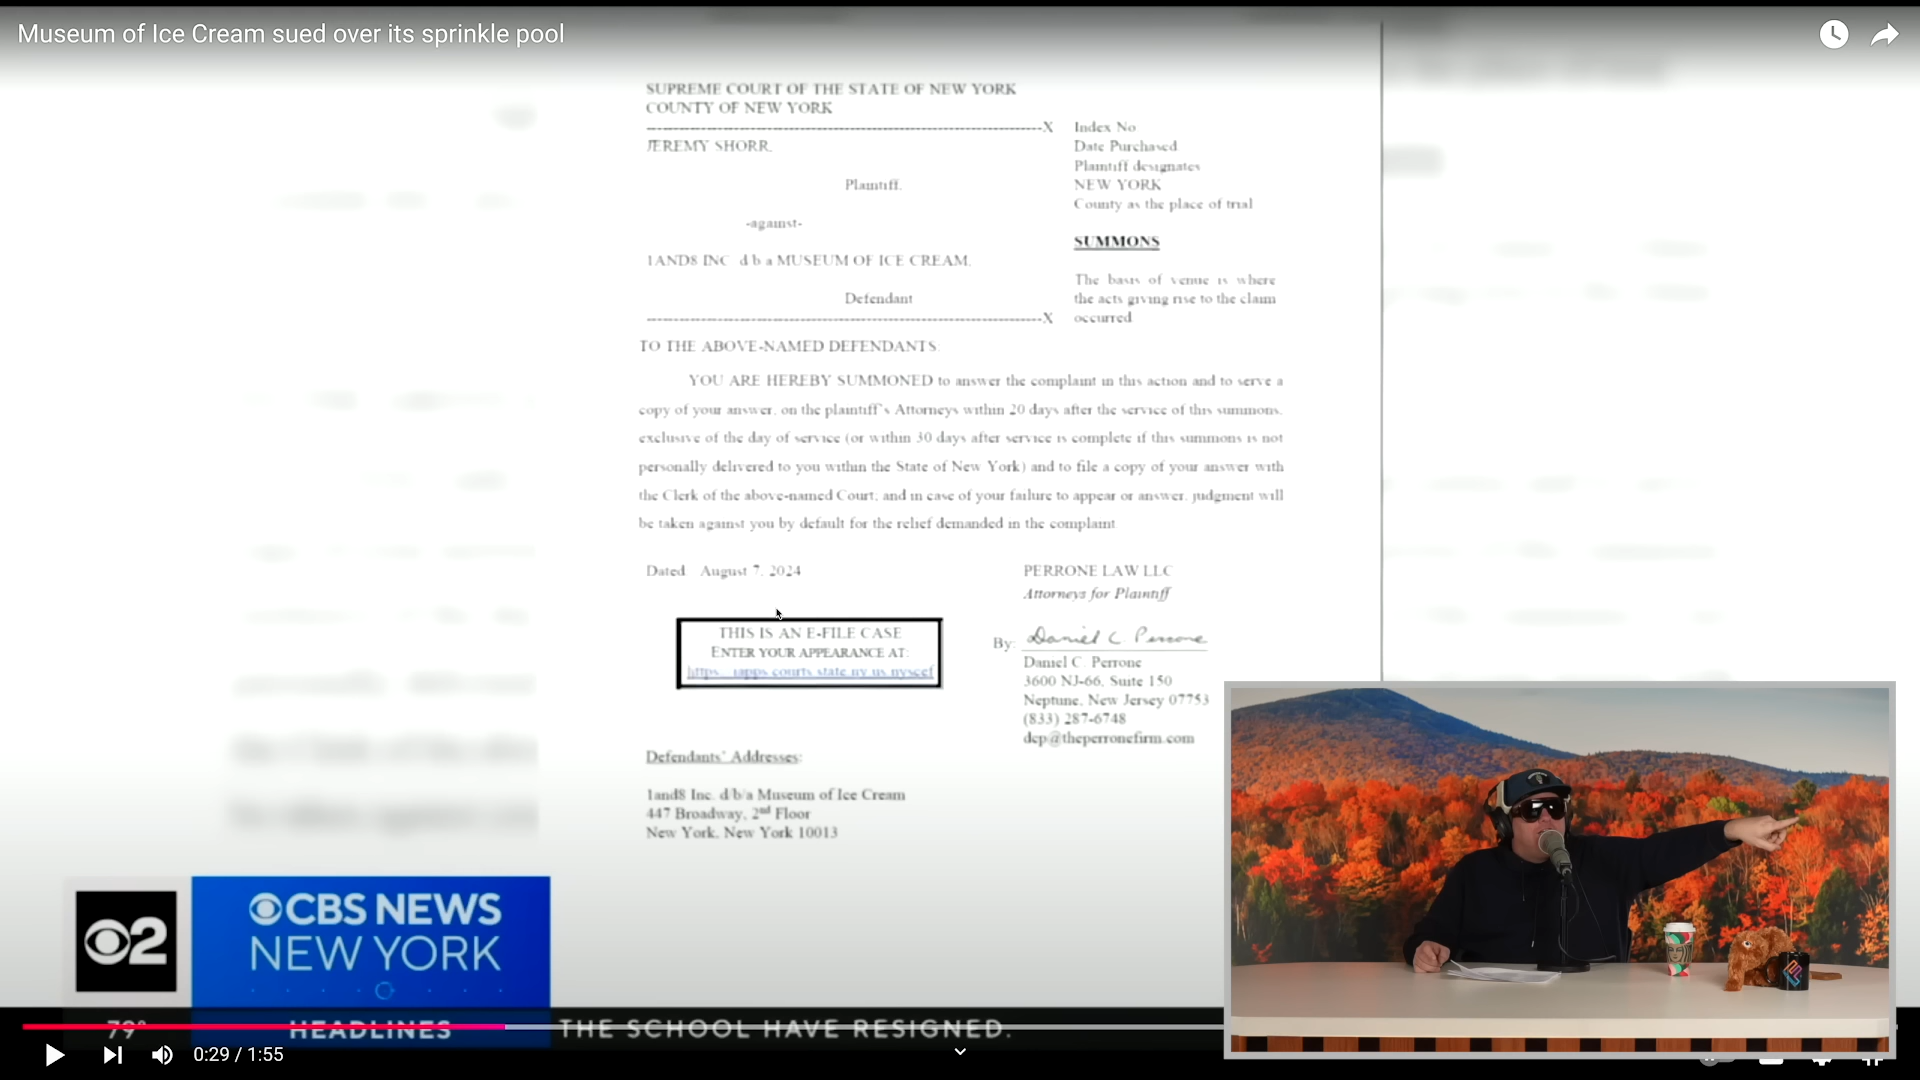 Museum of Ice Cream sued over its sprinkle pool
SUPREME COURT OF THE STATE OF NEW YORK
COUNTY OF NEW YORK
--------------------------------------------------------------------X
JEREMY SHORR,
Plaintiff,
-against-
1AND8 INC d/b/a MUSEUM OF ICE CREAM,
Defendant
--------------------------------------------------------------------X
Index No
Date Purchased
Plaintiff designates
NEW YORK
County as the place of trial
SUMMONS
The basis of venue is where
the acts giving rise to the claim
occurred
TO THE ABOVE-NAMED DEFENDANTS:
YOU ARE HEREBY SUMMONED to answer the complaint in this action and to serve a
copy of your answer, on the plaintiff's Attorneys within 20 days after the service of this summons,
exclusive of the day of service (or within 30 days after service is complete if this summons is not
personally delivered to you within the State of New York) and to file a copy of your answer with
the Clerk of the above-named Court; and in case of your failure to appear or answer, judgment will
be taken against you by default for the relief demanded in the complaint
Dated August 7, 2024
THIS IS AN E-FILE CASE
ENTER YOUR APPEARANCE AT:
https://iapps.courts.state.ny.us/nyscef
PERRONE LAW LLC
Attorneys for Plaintiff
By: Daniel C. Perrone
Daniel C. Perrone
3600 NJ-66, Suite 150
Neptune, New Jersey 07753
(833) 287-6748
dcp@theperronefirm.com
Defendants' Addresses:
1and8 Inc. d/b/a Museum of Ice Cream
447 Broadway, 2nd Floor
New York, New York 10013
2
CBS NEWS
NEW YORK
79°
HEADLINES
THE SCHOOL HAVE RESIGNED.
0:29 / 1:55